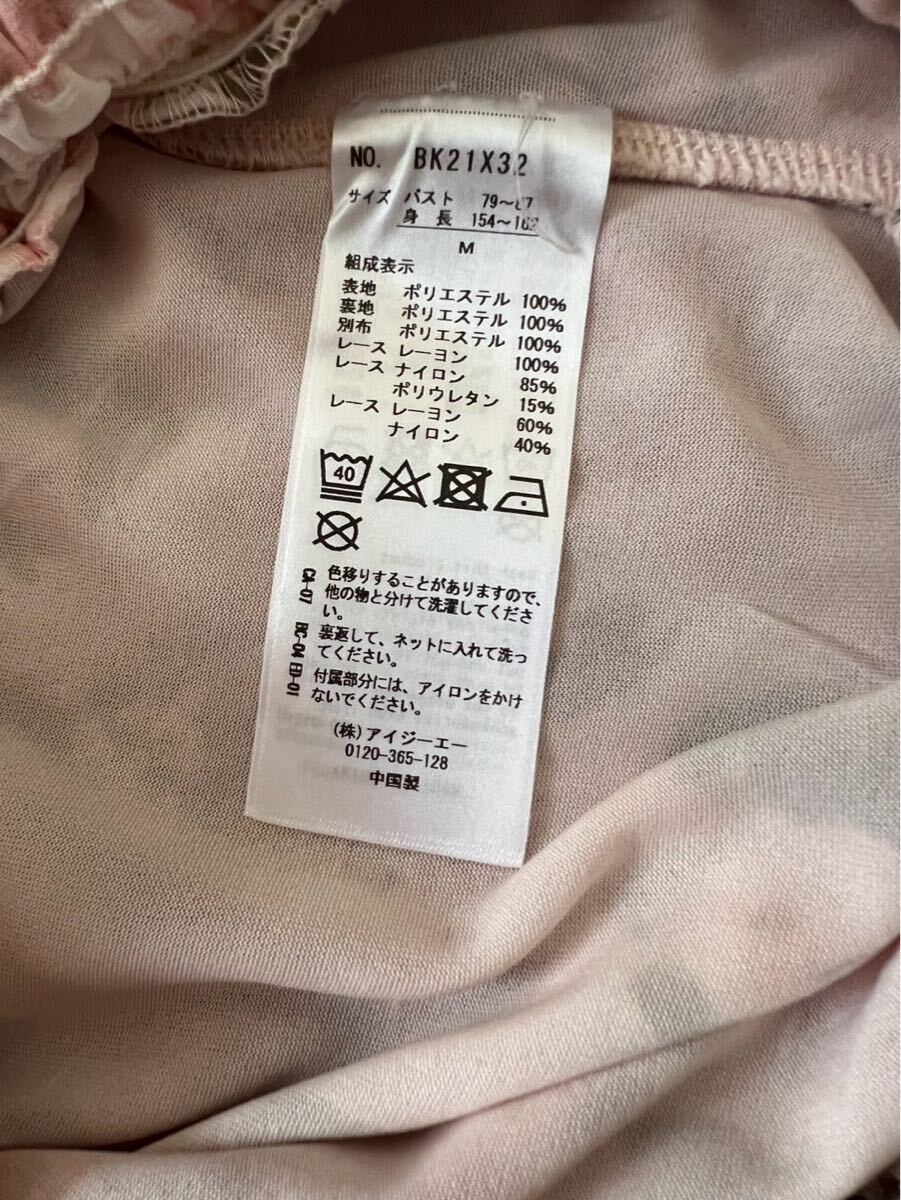 NO. BK21X32
サイズ バスト 79～87
身長 154～162
M
組成表示
表地 ポリエステル 100%
裏地 ポリエステル 100%
別布 ポリエステル 100%
レース レーヨン 100%
レース ナイロン 85%
ポリウレタン 15%
レース レーヨン 60%
ナイロン 40%
40
CA-07 色移りすることがありますので、
他の物と分けて洗濯してくださ
い。
BC-04 裏返して、ネットに入れて洗っ
てください。
ED-01 付属部分には、アイロンをかけ
ないでください。
(株)アイジーエー
0120-365-128
中国製